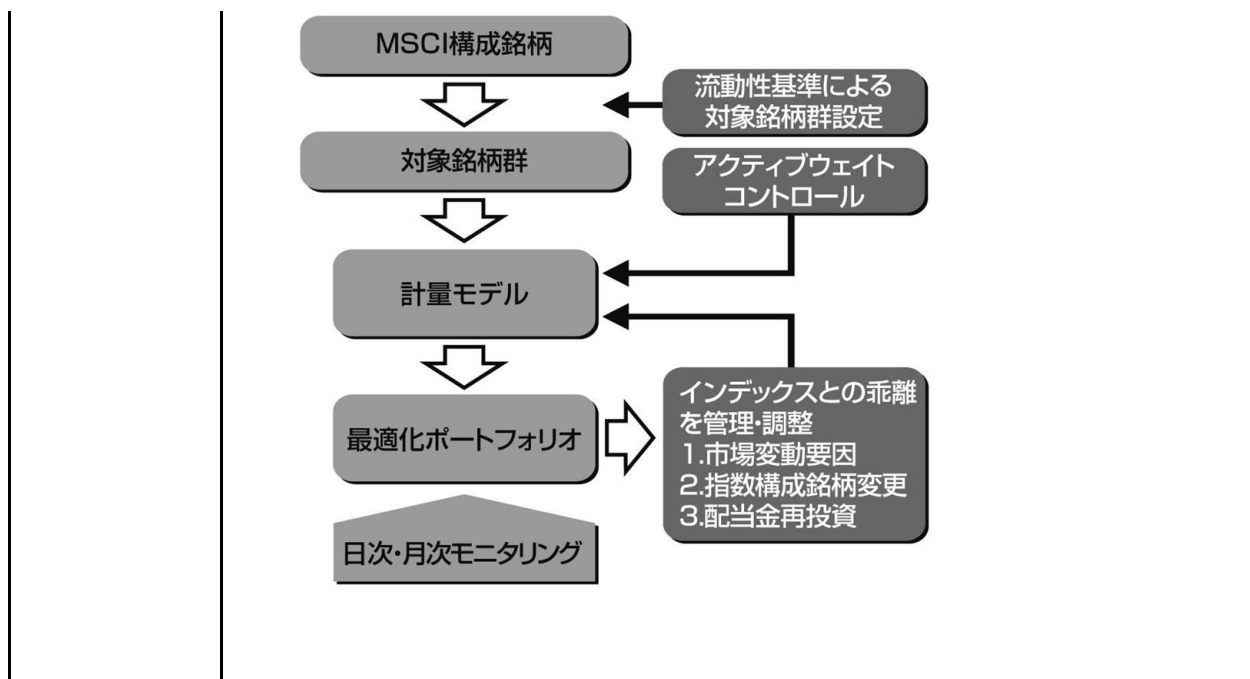 MSCI構成銘柄
流動性基準による
対象銘柄群設定
対象銘柄群
アクティブウェイト
コントロール
計量モデル
インデックスとの乖離
を管理・調整
1.市場変動要因
2.指数構成銘柄変更
3.配当金再投資
最適化ポートフォリオ
日次・月次モニタリング